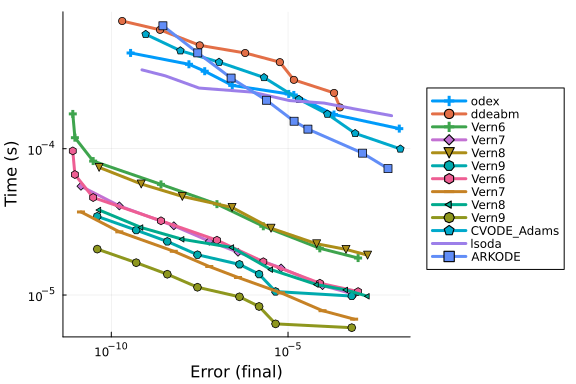 Time (s)
10⁻⁴
10⁻⁵
10⁻¹⁰
10⁻⁵
Error (final)
odex
ddeabm
Vern6
Vern7
Vern8
Vern9
Vern6
Vern7
Vern8
Vern9
CVODE_Adams
lsoda
ARKODE